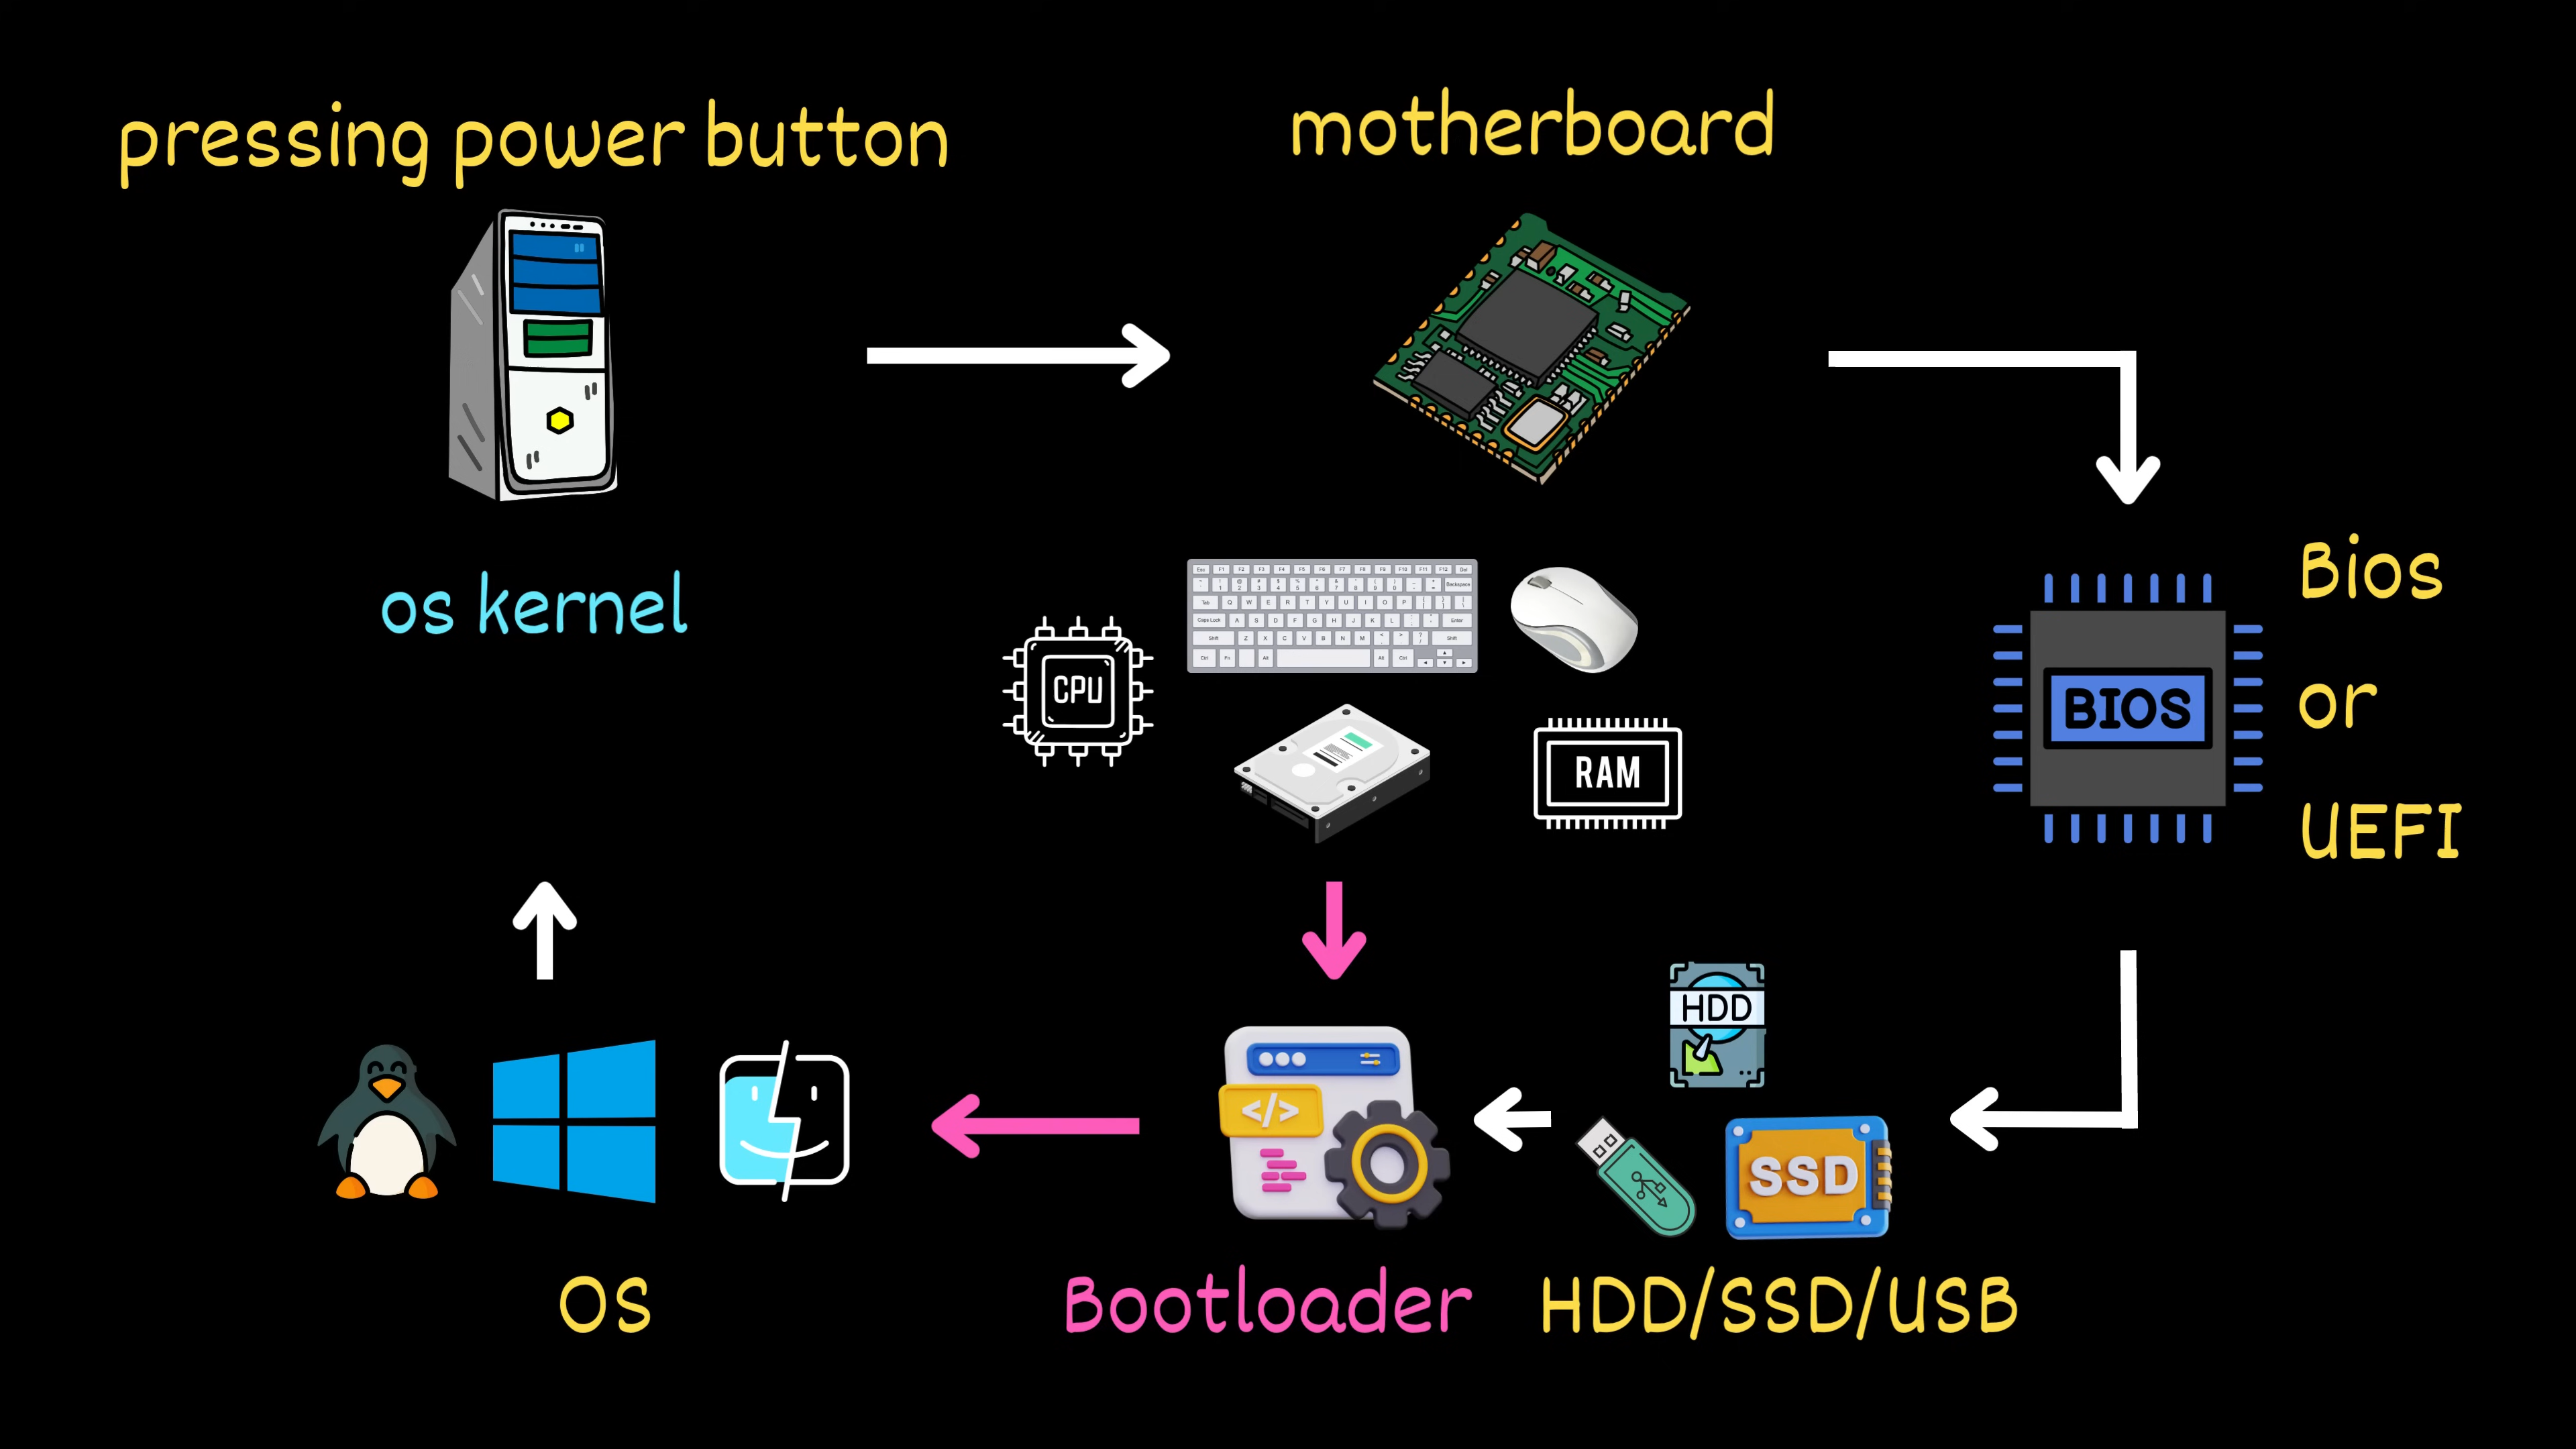 pressing power button
motherboard
os kernel
CPU
RAM
BIOS
Bios
or
UEFI
HDD
</>
SSD
OS
Bootloader
HDD/SSD/USB